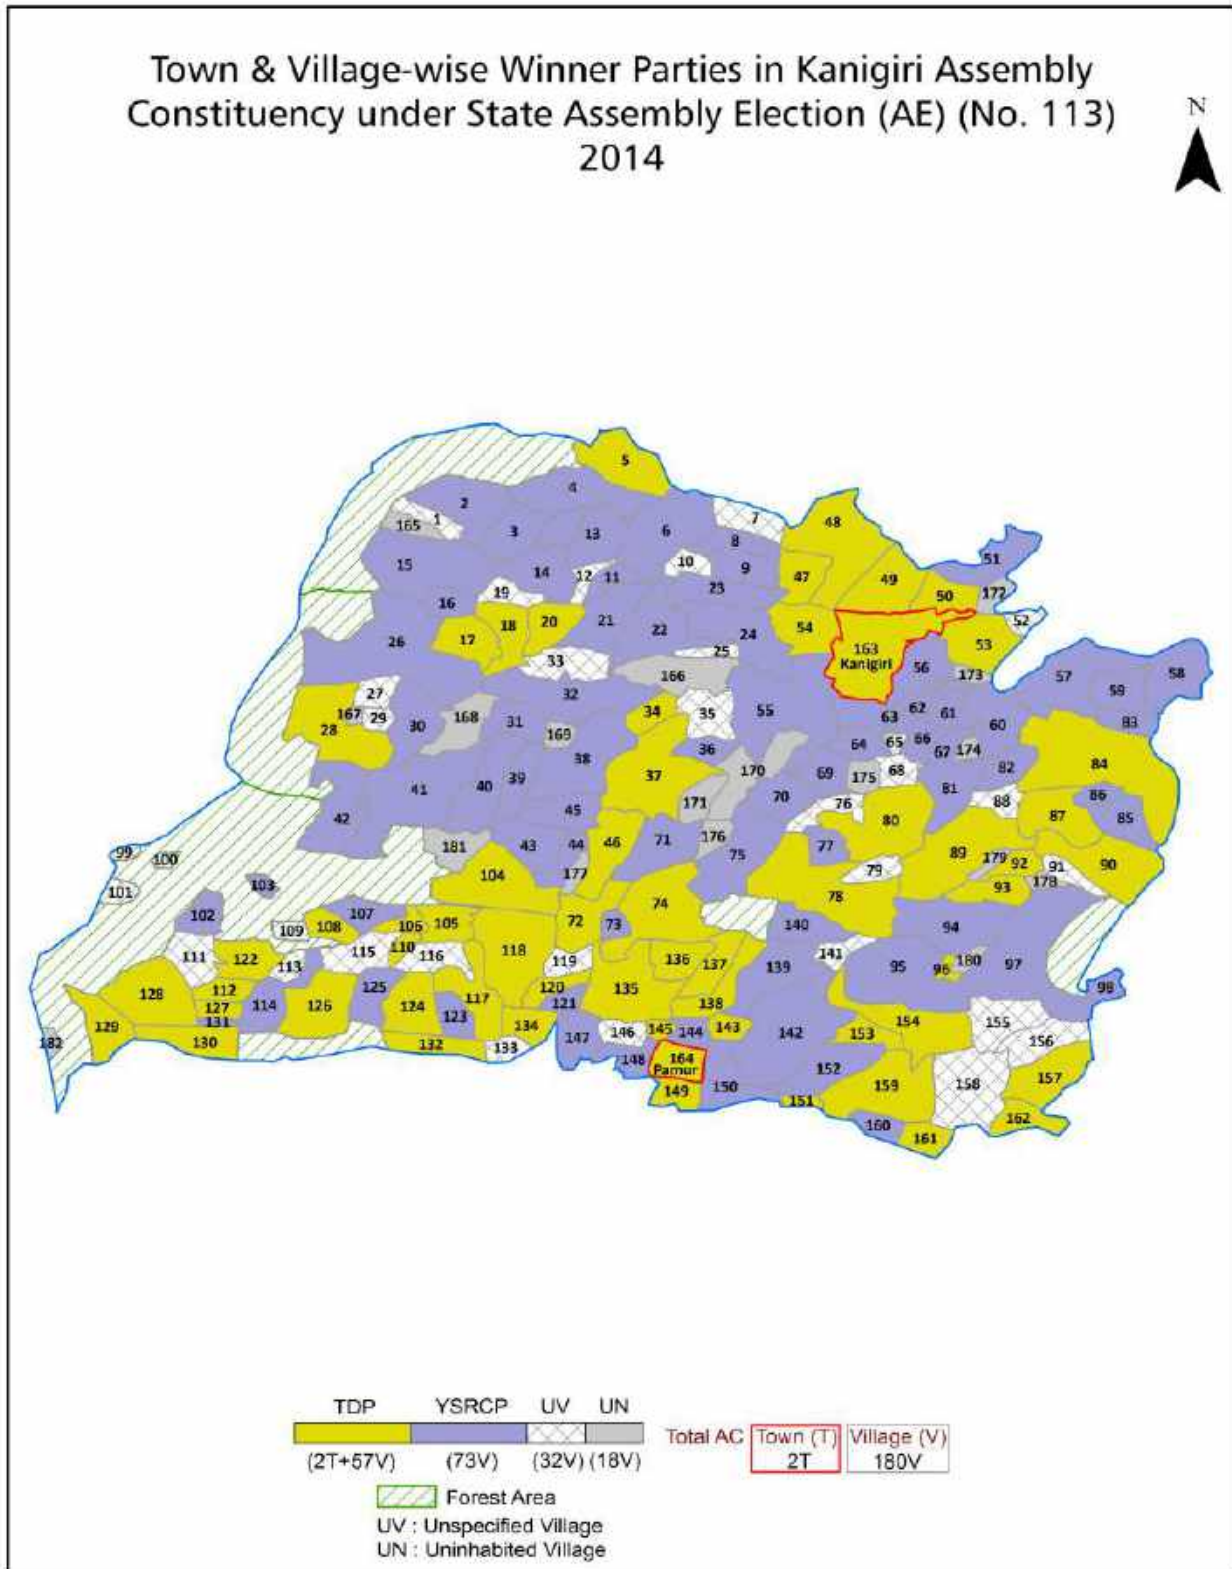 Town & Village-wise Winner Parties in Kanigiri Assembly
Constituency under State Assembly Election (AE) (No. 113)
2014
N
5
4
2
165 1 7
3 13 6 48
8
15 10 51
14 12 11 9 47 49
19 23 50 172
16
20 52
18 21 22 24 54
26 17 53
163
Kanigiri
25 56
33 166 173 57 58
27 32 59
167 29 34 35 55 62 61
28 30 168 31 63 60 83
169 36 64 65 66 67 174
38 37 170 69 175 68 82 84
41 40 39 70 81 86
171 76 88
42 45 80 87 85
181 43 44 46 71 176 75 77 89 179 92 91 90
99 100 177 79 93 178
101 103 104 78
102 107 74
109 108 106 105 72 73 140 94
111 122 113 115 110 116 118 119 136 137 139 141 95 96 180 97
128 112 125 120 135 98
127 114 126 124 117 121 138
131 123 134 145 144 143 142 153 154 155
129 130 132 133 147 146 156
182 148 164
Pamur
152
149 150 151 159 158 157
160 161 162
TDP YSRCP UV UN
(2T+57V) (73V) (32V) (18V)
Total AC Town (T) Village (V)
2T 180V
Forest Area
UV : Unspecified Village
UN : Uninhabited Village